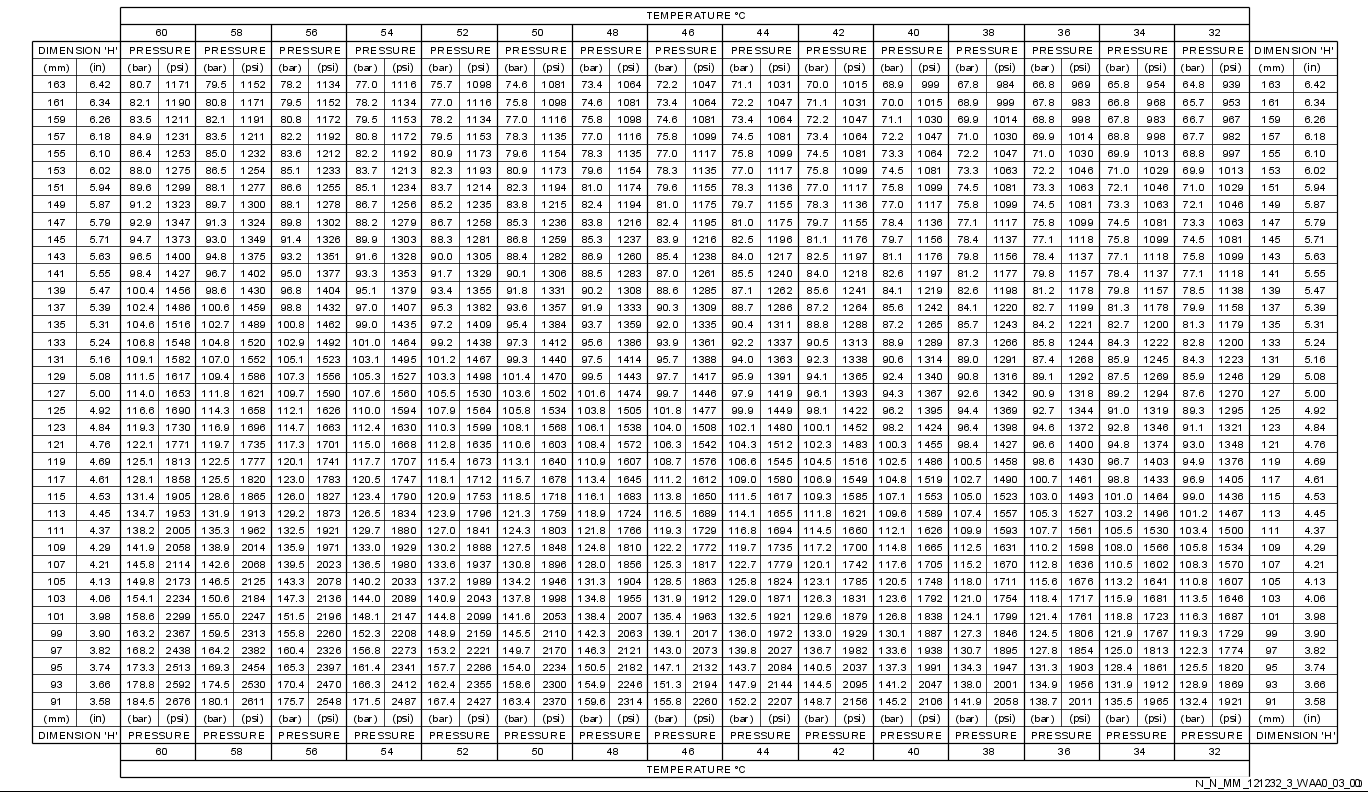 TEMPERATURE °C
60 58 56 54 52 50 48 46 44 42 40 38 36 34 32
DIMENSION 'H' PRESSURE PRESSURE PRESSURE PRESSURE PRESSURE PRESSURE PRESSURE PRESSURE PRESSURE PRESSURE PRESSURE PRESSURE PRESSURE PRESSURE PRESSURE DIMENSION 'H'
(mm) (in) (bar) (psi) (bar) (psi) (bar) (psi) (bar) (psi) (bar) (psi) (bar) (psi) (bar) (psi) (bar) (psi) (bar) (psi) (bar) (psi) (bar) (psi) (bar) (psi) (bar) (psi) (bar) (psi) (bar) (psi) (mm) (in)
163 6.42 80.7 1171 79.5 1152 78.2 1134 77.0 1116 75.7 1098 74.6 1081 73.4 1064 72.2 1047 71.1 1031 70.0 1015 68.9 999 67.8 984 66.8 969 65.8 954 64.8 939 163 6.42
161 6.34 82.1 1190 80.8 1171 79.5 1152 78.2 1134 77.0 1116 75.8 1098 74.6 1081 73.4 1064 72.2 1047 71.1 1031 70.0 1015 68.9 999 67.8 983 66.8 968 65.7 953 161 6.34
159 6.26 83.5 1211 82.1 1191 80.8 1172 79.5 1153 78.2 1134 77.0 1116 75.8 1098 74.6 1081 73.4 1064 72.2 1047 71.1 1030 69.9 1014 68.8 998 67.8 983 66.7 967 159 6.26
157 6.18 84.9 1231 83.5 1211 82.2 1192 80.8 1172 79.5 1153 78.3 1135 77.0 1116 75.8 1099 74.5 1081 73.4 1064 72.2 1047 71.0 1030 69.9 1014 68.8 998 67.7 982 157 6.18
155 6.10 86.4 1253 85.0 1232 83.6 1212 82.2 1192 80.9 1173 79.6 1154 78.3 1135 77.0 1117 75.8 1099 74.5 1081 73.3 1064 72.2 1047 71.0 1030 69.9 1013 68.8 997 155 6.10
153 6.02 88.0 1275 86.5 1254 85.1 1233 83.7 1213 82.3 1193 80.9 1173 79.6 1154 78.3 1135 77.0 1117 75.8 1099 74.5 1081 73.3 1063 72.2 1046 71.0 1029 69.9 1013 153 6.02
151 5.94 89.6 1299 88.1 1277 86.6 1255 85.1 1234 83.7 1214 82.3 1194 81.0 1174 79.6 1155 78.3 1136 77.0 1117 75.8 1099 74.5 1081 73.3 1063 72.1 1046 71.0 1029 151 5.94
149 5.87 91.2 1323 89.7 1300 88.1 1278 86.7 1256 85.2 1235 83.8 1215 82.4 1194 81.0 1175 79.7 1155 78.3 1136 77.0 1117 75.8 1099 74.5 1081 73.3 1063 72.1 1046 149 5.87
147 5.79 92.9 1347 91.3 1324 89.8 1302 88.2 1279 86.7 1258 85.3 1236 83.8 1216 82.4 1195 81.0 1175 79.7 1155 78.4 1136 77.1 1117 75.8 1099 74.5 1081 73.3 1063 147 5.79
145 5.71 94.7 1373 93.0 1349 91.4 1326 89.9 1303 88.3 1281 86.8 1259 85.3 1237 83.9 1216 82.5 1196 81.1 1176 79.7 1156 78.4 1137 77.1 1118 75.8 1099 74.5 1081 145 5.71
143 5.63 96.5 1400 94.8 1375 93.2 1351 91.6 1328 90.0 1305 88.4 1282 86.9 1260 85.4 1238 84.0 1217 82.5 1197 81.1 1176 79.8 1156 78.4 1137 77.1 1118 75.8 1099 143 5.63
141 5.55 98.4 1427 96.7 1402 95.0 1377 93.3 1353 91.7 1329 90.1 1306 88.5 1283 87.0 1261 85.5 1240 84.0 1218 82.6 1197 81.2 1177 79.8 1157 78.4 1137 77.1 1118 141 5.55
139 5.47 100.4 1456 98.6 1430 96.8 1404 95.1 1379 93.4 1355 91.8 1331 90.2 1308 88.6 1285 87.1 1262 85.6 1241 84.1 1219 82.6 1198 81.2 1178 79.8 1157 78.5 1138 139 5.47
137 5.39 102.4 1486 100.6 1459 98.8 1432 97.0 1407 95.3 1382 93.6 1357 91.9 1333 90.3 1309 88.7 1286 87.2 1264 85.6 1242 84.1 1220 82.7 1199 81.3 1178 79.9 1158 137 5.39
135 5.31 104.6 1516 102.7 1489 100.8 1462 99.0 1435 97.2 1409 95.4 1384 93.7 1359 92.0 1335 90.4 1311 88.8 1288 87.2 1265 85.7 1243 84.2 1221 82.7 1200 81.3 1179 135 5.31
133 5.24 106.8 1548 104.8 1520 102.9 1492 101.0 1464 99.2 1438 97.3 1412 95.6 1386 93.9 1361 92.2 1337 90.5 1313 88.9 1289 87.3 1266 85.8 1244 84.3 1222 82.8 1200 133 5.24
131 5.16 109.1 1582 107.0 1552 105.1 1523 103.1 1495 101.2 1467 99.3 1440 97.5 1414 95.7 1388 94.0 1363 92.3 1338 90.6 1314 89.0 1291 87.4 1268 85.9 1245 84.3 1223 131 5.16
129 5.08 111.5 1617 109.4 1586 107.3 1556 105.3 1527 103.3 1498 101.4 1470 99.5 1443 97.7 1417 95.9 1391 94.1 1365 92.4 1340 90.8 1316 89.1 1292 87.5 1269 85.9 1246 129 5.08
127 5.00 114.0 1653 111.8 1621 109.7 1590 107.6 1560 105.5 1530 103.6 1502 101.6 1474 99.7 1446 97.9 1419 96.1 1393 94.3 1367 92.6 1342 90.9 1318 89.2 1294 87.6 1270 127 5.00
125 4.92 116.6 1690 114.3 1658 112.1 1626 110.0 1594 107.9 1564 105.8 1534 103.8 1505 101.8 1477 99.9 1449 98.1 1422 96.2 1395 94.4 1369 92.7 1344 91.0 1319 89.3 1295 125 4.92
123 4.84 119.3 1730 116.9 1696 114.7 1663 112.4 1630 110.3 1599 108.1 1568 106.1 1538 104.0 1508 102.1 1480 100.1 1452 98.2 1424 96.4 1398 94.6 1372 92.8 1346 91.1 1321 123 4.84
121 4.76 122.1 1771 119.7 1735 117.3 1701 115.0 1668 112.8 1635 110.6 1603 108.4 1572 106.3 1542 104.3 1512 102.3 1483 100.3 1455 98.4 1427 96.6 1400 94.8 1374 93.0 1348 121 4.76
119 4.69 125.1 1813 122.5 1777 120.1 1741 117.7 1707 115.4 1673 113.1 1640 110.9 1607 108.7 1576 106.6 1545 104.5 1516 102.5 1486 100.5 1458 98.6 1430 96.7 1403 94.9 1376 119 4.69
117 4.61 128.1 1858 125.5 1820 123.0 1783 120.5 1747 118.1 1712 115.7 1678 113.4 1645 111.2 1612 109.0 1580 106.9 1549 104.8 1519 102.7 1490 100.7 1461 98.8 1433 96.9 1405 117 4.61
115 4.53 131.4 1905 128.6 1865 126.0 1827 123.4 1790 120.9 1753 118.5 1718 116.1 1683 113.8 1650 111.5 1617 109.3 1585 107.1 1553 105.0 1523 103.0 1493 101.0 1464 99.0 1436 115 4.53
113 4.45 134.7 1953 131.9 1913 129.2 1873 126.5 1834 123.9 1796 121.3 1759 118.9 1724 116.5 1689 114.1 1655 111.8 1621 109.6 1589 107.4 1557 105.3 1527 103.2 1496 101.2 1467 113 4.45
111 4.37 138.2 2005 135.3 1962 132.5 1921 129.7 1880 127.0 1841 124.3 1803 121.8 1766 119.3 1729 116.8 1694 114.5 1660 112.1 1626 109.9 1593 107.7 1561 105.5 1530 103.4 1500 111 4.37
109 4.29 141.9 2058 138.9 2014 135.9 1971 133.0 1929 130.2 1888 127.5 1848 124.8 1810 122.2 1772 119.7 1735 117.2 1700 114.8 1665 112.5 1631 110.2 1598 108.0 1566 105.8 1534 109 4.29
107 4.21 145.8 2114 142.6 2068 139.5 2023 136.5 1980 133.6 1937 130.8 1896 128.0 1856 125.3 1817 122.7 1779 120.1 1742 117.6 1705 115.2 1670 112.8 1636 110.5 1602 108.3 1570 107 4.21
105 4.13 149.8 2173 146.5 2125 143.3 2078 140.2 2033 137.2 1989 134.2 1946 131.3 1904 128.5 1863 125.8 1824 123.1 1785 120.5 1748 118.0 1711 115.6 1676 113.2 1641 110.8 1607 105 4.13
103 4.06 154.1 2234 150.6 2184 147.3 2136 144.0 2089 140.9 2043 137.8 1998 134.8 1955 131.9 1912 129.0 1871 126.3 1831 123.6 1792 121.0 1754 118.4 1717 115.9 1681 113.5 1646 103 4.06
101 3.98 158.6 2299 155.0 2247 151.5 2196 148.1 2147 144.8 2099 141.6 2053 138.4 2007 135.4 1963 132.5 1921 129.6 1879 126.8 1838 124.1 1799 121.4 1761 118.8 1723 116.3 1687 101 3.98
99 3.90 163.2 2367 159.5 2313 155.8 2260 152.3 2208 148.9 2159 145.5 2110 142.3 2063 139.1 2017 136.0 1972 133.0 1929 130.1 1887 127.3 1846 124.5 1806 121.9 1767 119.3 1729 99 3.90
97 3.82 168.2 2438 164.2 2382 160.4 2326 156.8 2273 153.2 2221 149.7 2170 146.3 2121 143.0 2073 139.8 2027 136.7 1982 133.6 1938 130.7 1895 127.8 1854 125.0 1813 122.3 1774 97 3.82
95 3.74 173.3 2513 169.3 2454 165.3 2397 161.4 2341 157.7 2286 154.0 2234 150.5 2182 147.1 2132 143.7 2084 140.5 2037 137.3 1991 134.3 1947 131.3 1903 128.4 1861 125.5 1820 95 3.74
93 3.66 178.8 2592 174.5 2530 170.4 2470 166.3 2412 162.4 2355 158.6 2300 154.9 2246 151.3 2194 147.9 2144 144.5 2095 141.2 2047 138.0 2001 134.9 1956 131.9 1912 128.9 1869 93 3.66
91 3.58 184.5 2676 180.1 2611 175.7 2548 171.5 2487 167.4 2427 163.4 2370 159.6 2314 155.8 2260 152.2 2207 148.7 2156 145.2 2106 141.9 2058 138.7 2011 135.5 1965 132.4 1921 91 3.58
(mm) (in) (bar) (psi) (bar) (psi) (bar) (psi) (bar) (psi) (bar) (psi) (bar) (psi) (bar) (psi) (bar) (psi) (bar) (psi) (bar) (psi) (bar) (psi) (bar) (psi) (bar) (psi) (bar) (psi) (bar) (psi) (mm) (in)
DIMENSION 'H' PRESSURE PRESSURE PRESSURE PRESSURE PRESSURE PRESSURE PRESSURE PRESSURE PRESSURE PRESSURE PRESSURE PRESSURE PRESSURE PRESSURE PRESSURE DIMENSION 'H'
60 58 56 54 52 50 48 46 44 42 40 38 36 34 32
TEMPERATURE °C
N_N_MM_121232_3_WAA0_03_00